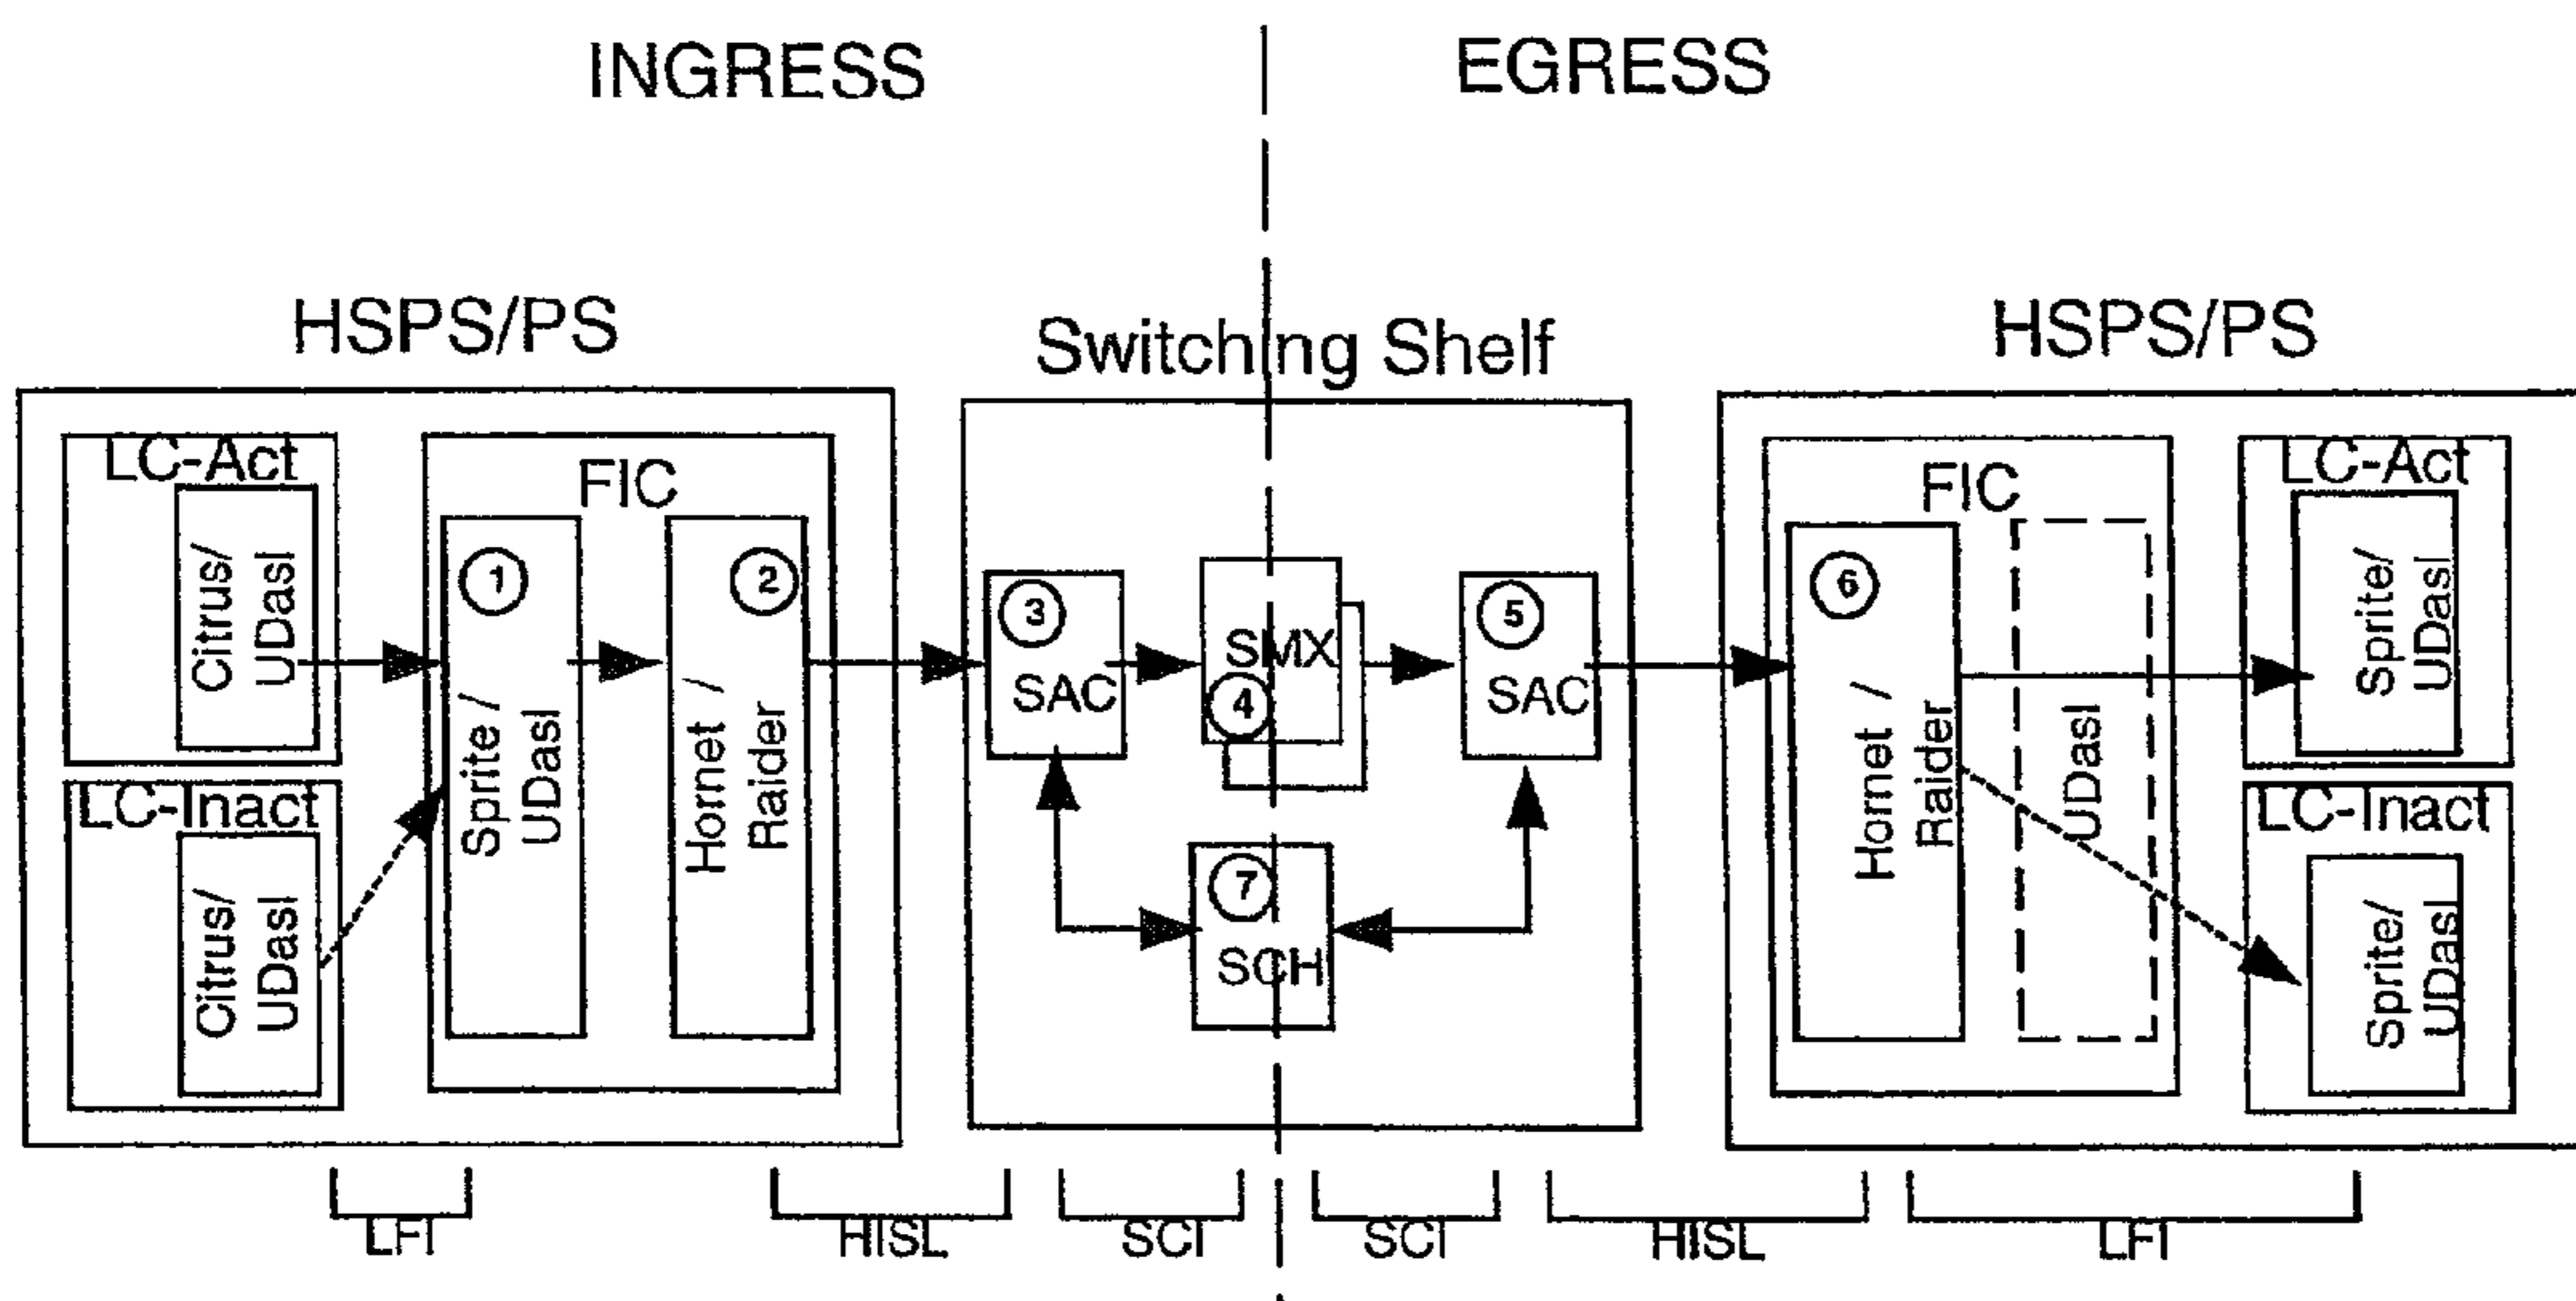 INGRESS
EGRESS
HSPS/PS
Switching Shelf
HSPS/PS
LC-Act
Citrus/
UDasl
LC-Inact
Citrus/
UDasl
FIC
1
Sprite /
UDasl
2
Hornet /
Raider
3
SAC
SMX
4
5
SAC
7
SCH
FIC
6
Hornet /
Raider
UDasl
LC-Act
Sprite/
UDasl
LC-Inact
Sprite/
UDasl
LFI
HISL
SCI
SCI
HISL
LFI